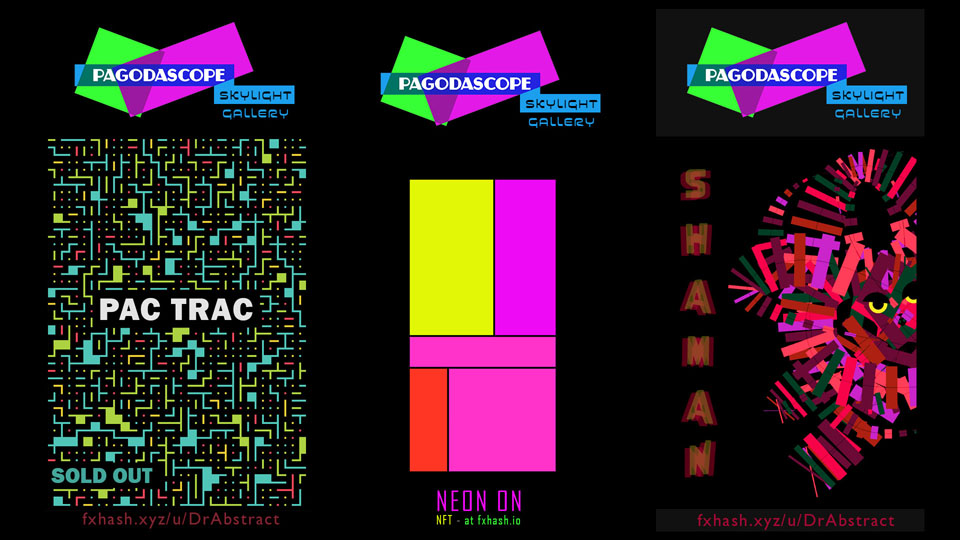 PAGODASCOPE
SKYLIGHT
GALLERY
PAC TRAC
SOLD OUT
fxhash.xyz/u/DrAbstract
PAGODASCOPE
SKYLIGHT
GALLERY
NEON ON
NFT - at fxhash.io
PAGODASCOPE
SKYLIGHT
GALLERY
SHAMAN
fxhash.xyz/u/DrAbstract